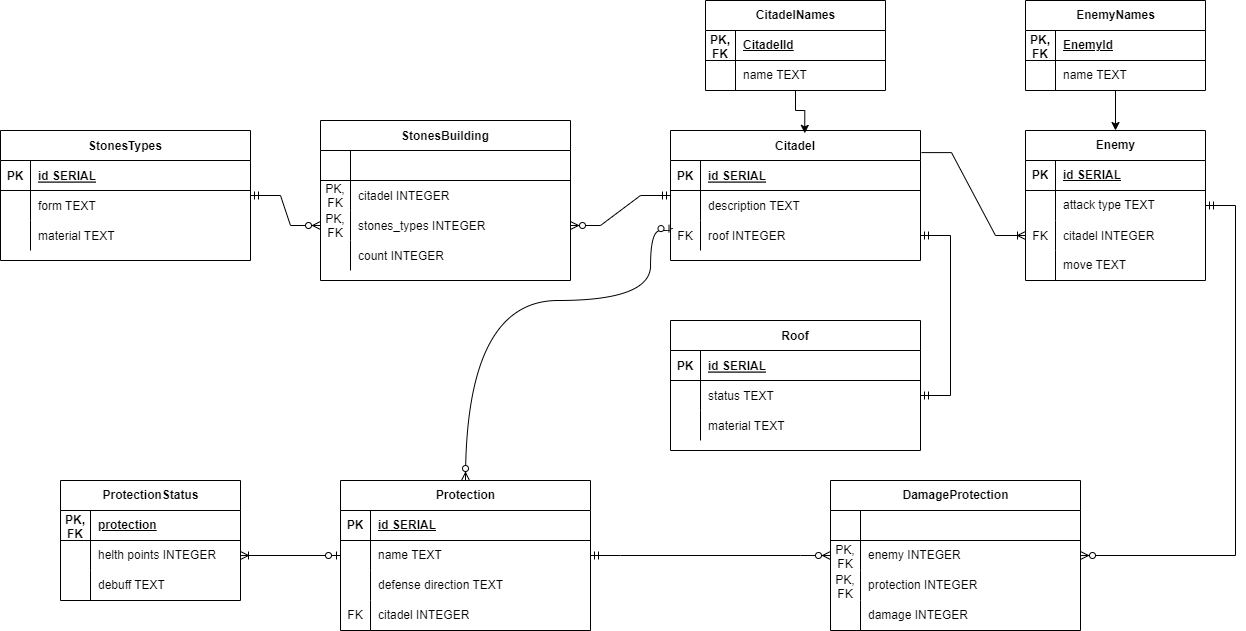 CitadelNames
PK, FK CitadelId
name TEXT
EnemyNames
PK, FK EnemyId
name TEXT
StonesTypes
PK id SERIAL
form TEXT
material TEXT
StonesBuilding
PK, FK citadel INTEGER
PK, FK stones_types INTEGER
count INTEGER
Citadel
PK id SERIAL
description TEXT
FK roof INTEGER
Enemy
PK id SERIAL
attack type TEXT
FK citadel INTEGER
move TEXT
Roof
PK id SERIAL
status TEXT
material TEXT
ProtectionStatus
PK, FK protection
helth points INTEGER
debuff TEXT
Protection
PK id SERIAL
name TEXT
defense direction TEXT
FK citadel INTEGER
DamageProtection
PK, FK enemy INTEGER
PK, FK protection INTEGER
damage INTEGER